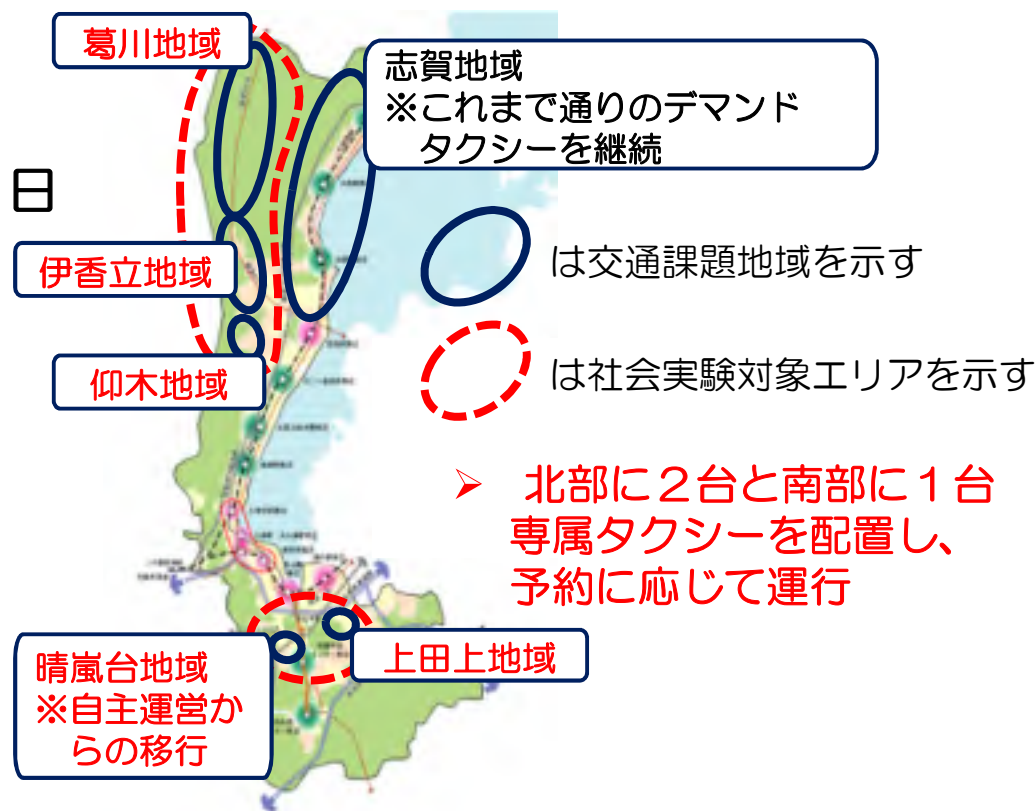 葛川地域
志賀地域
※これまで通りのデマンド
タクシーを継続
日
伊香立地域
は交通課題地域を示す
仰木地域
は社会実験対象エリアを示す
➢ 北部に２台と南部に１台
専属タクシーを配置し、
予約に応じて運行
晴嵐台地域
※自主運営か
らの移行
上田上地域